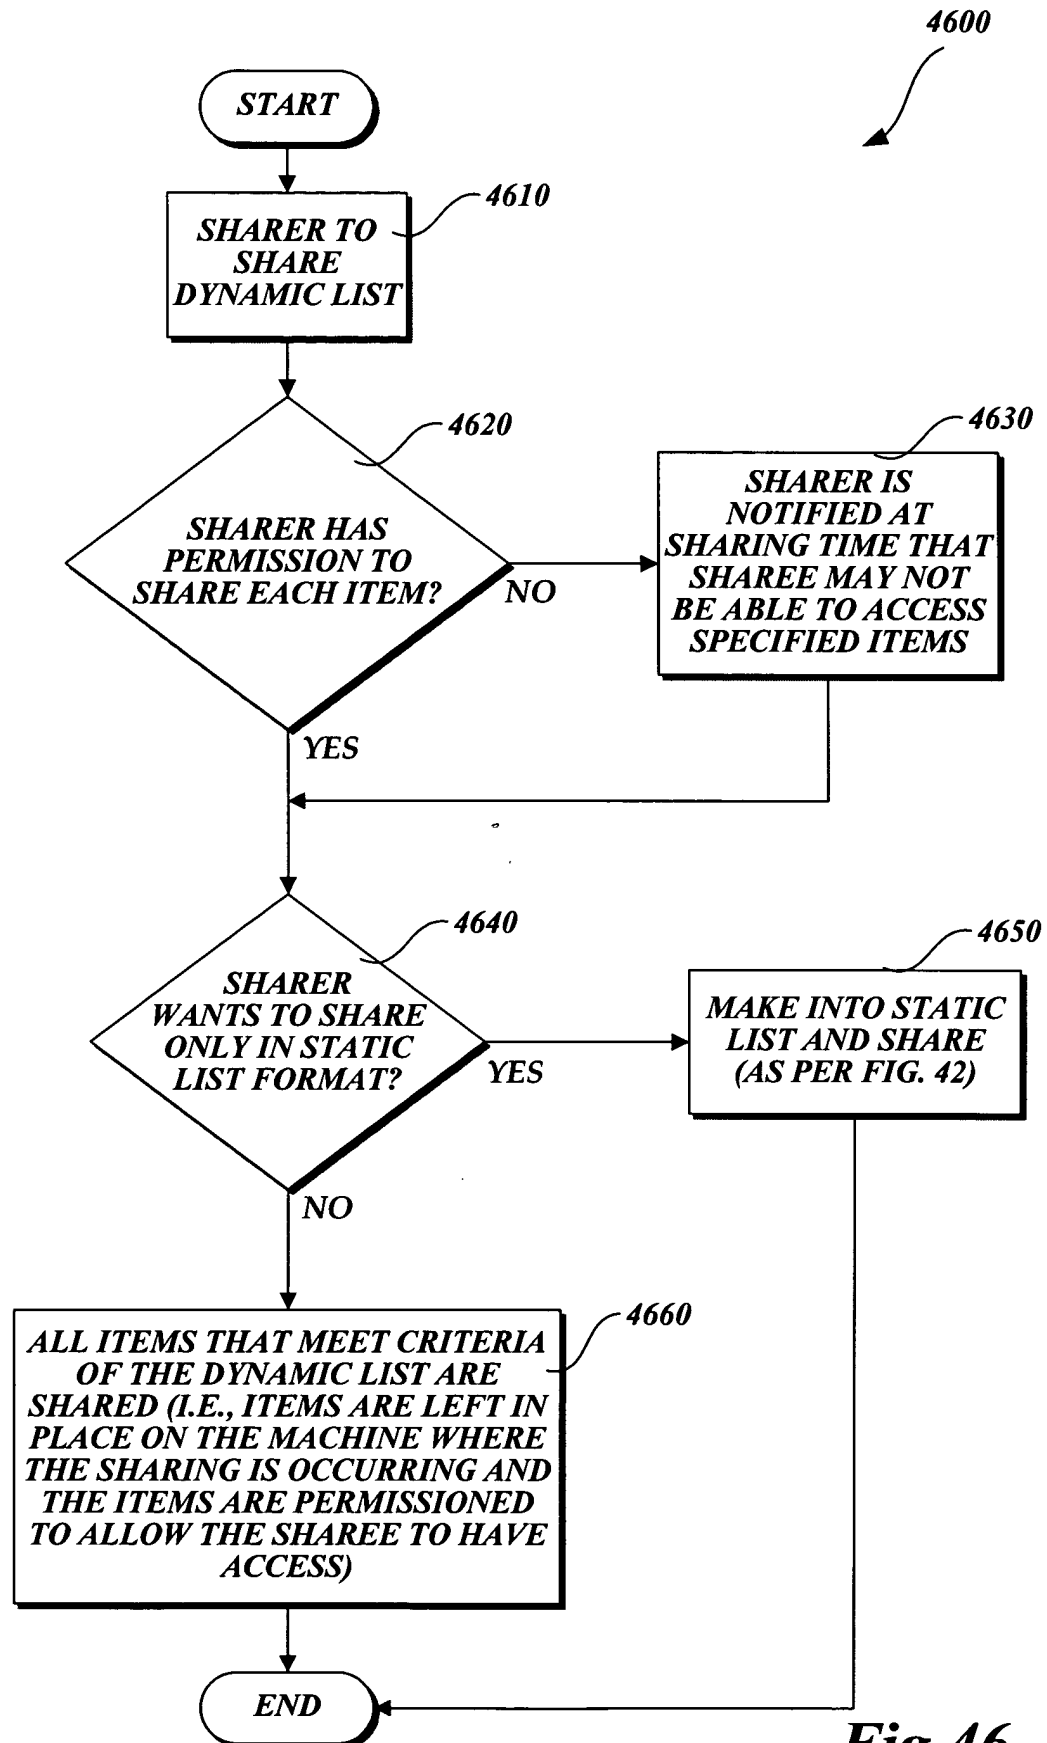 4600
START
4610
SHARER TO
SHARE
DYNAMIC LIST
4620
SHARER HAS
PERMISSION TO
SHARE EACH ITEM?
NO
YES
4630
SHARER IS
NOTIFIED AT
SHARING TIME THAT
SHAREE MAY NOT
BE ABLE TO ACCESS
SPECIFIED ITEMS
4640
SHARER
WANTS TO SHARE
ONLY IN STATIC
LIST FORMAT?
YES
NO
4650
MAKE INTO STATIC
LIST AND SHARE
(AS PER FIG. 42)
4660
ALL ITEMS THAT MEET CRITERIA
OF THE DYNAMIC LIST ARE
SHARED (I.E., ITEMS ARE LEFT IN
PLACE ON THE MACHINE WHERE
THE SHARING IS OCCURRING AND
THE ITEMS ARE PERMISSIONED
TO ALLOW THE SHAREE TO HAVE
ACCESS)
END
Fig.46.